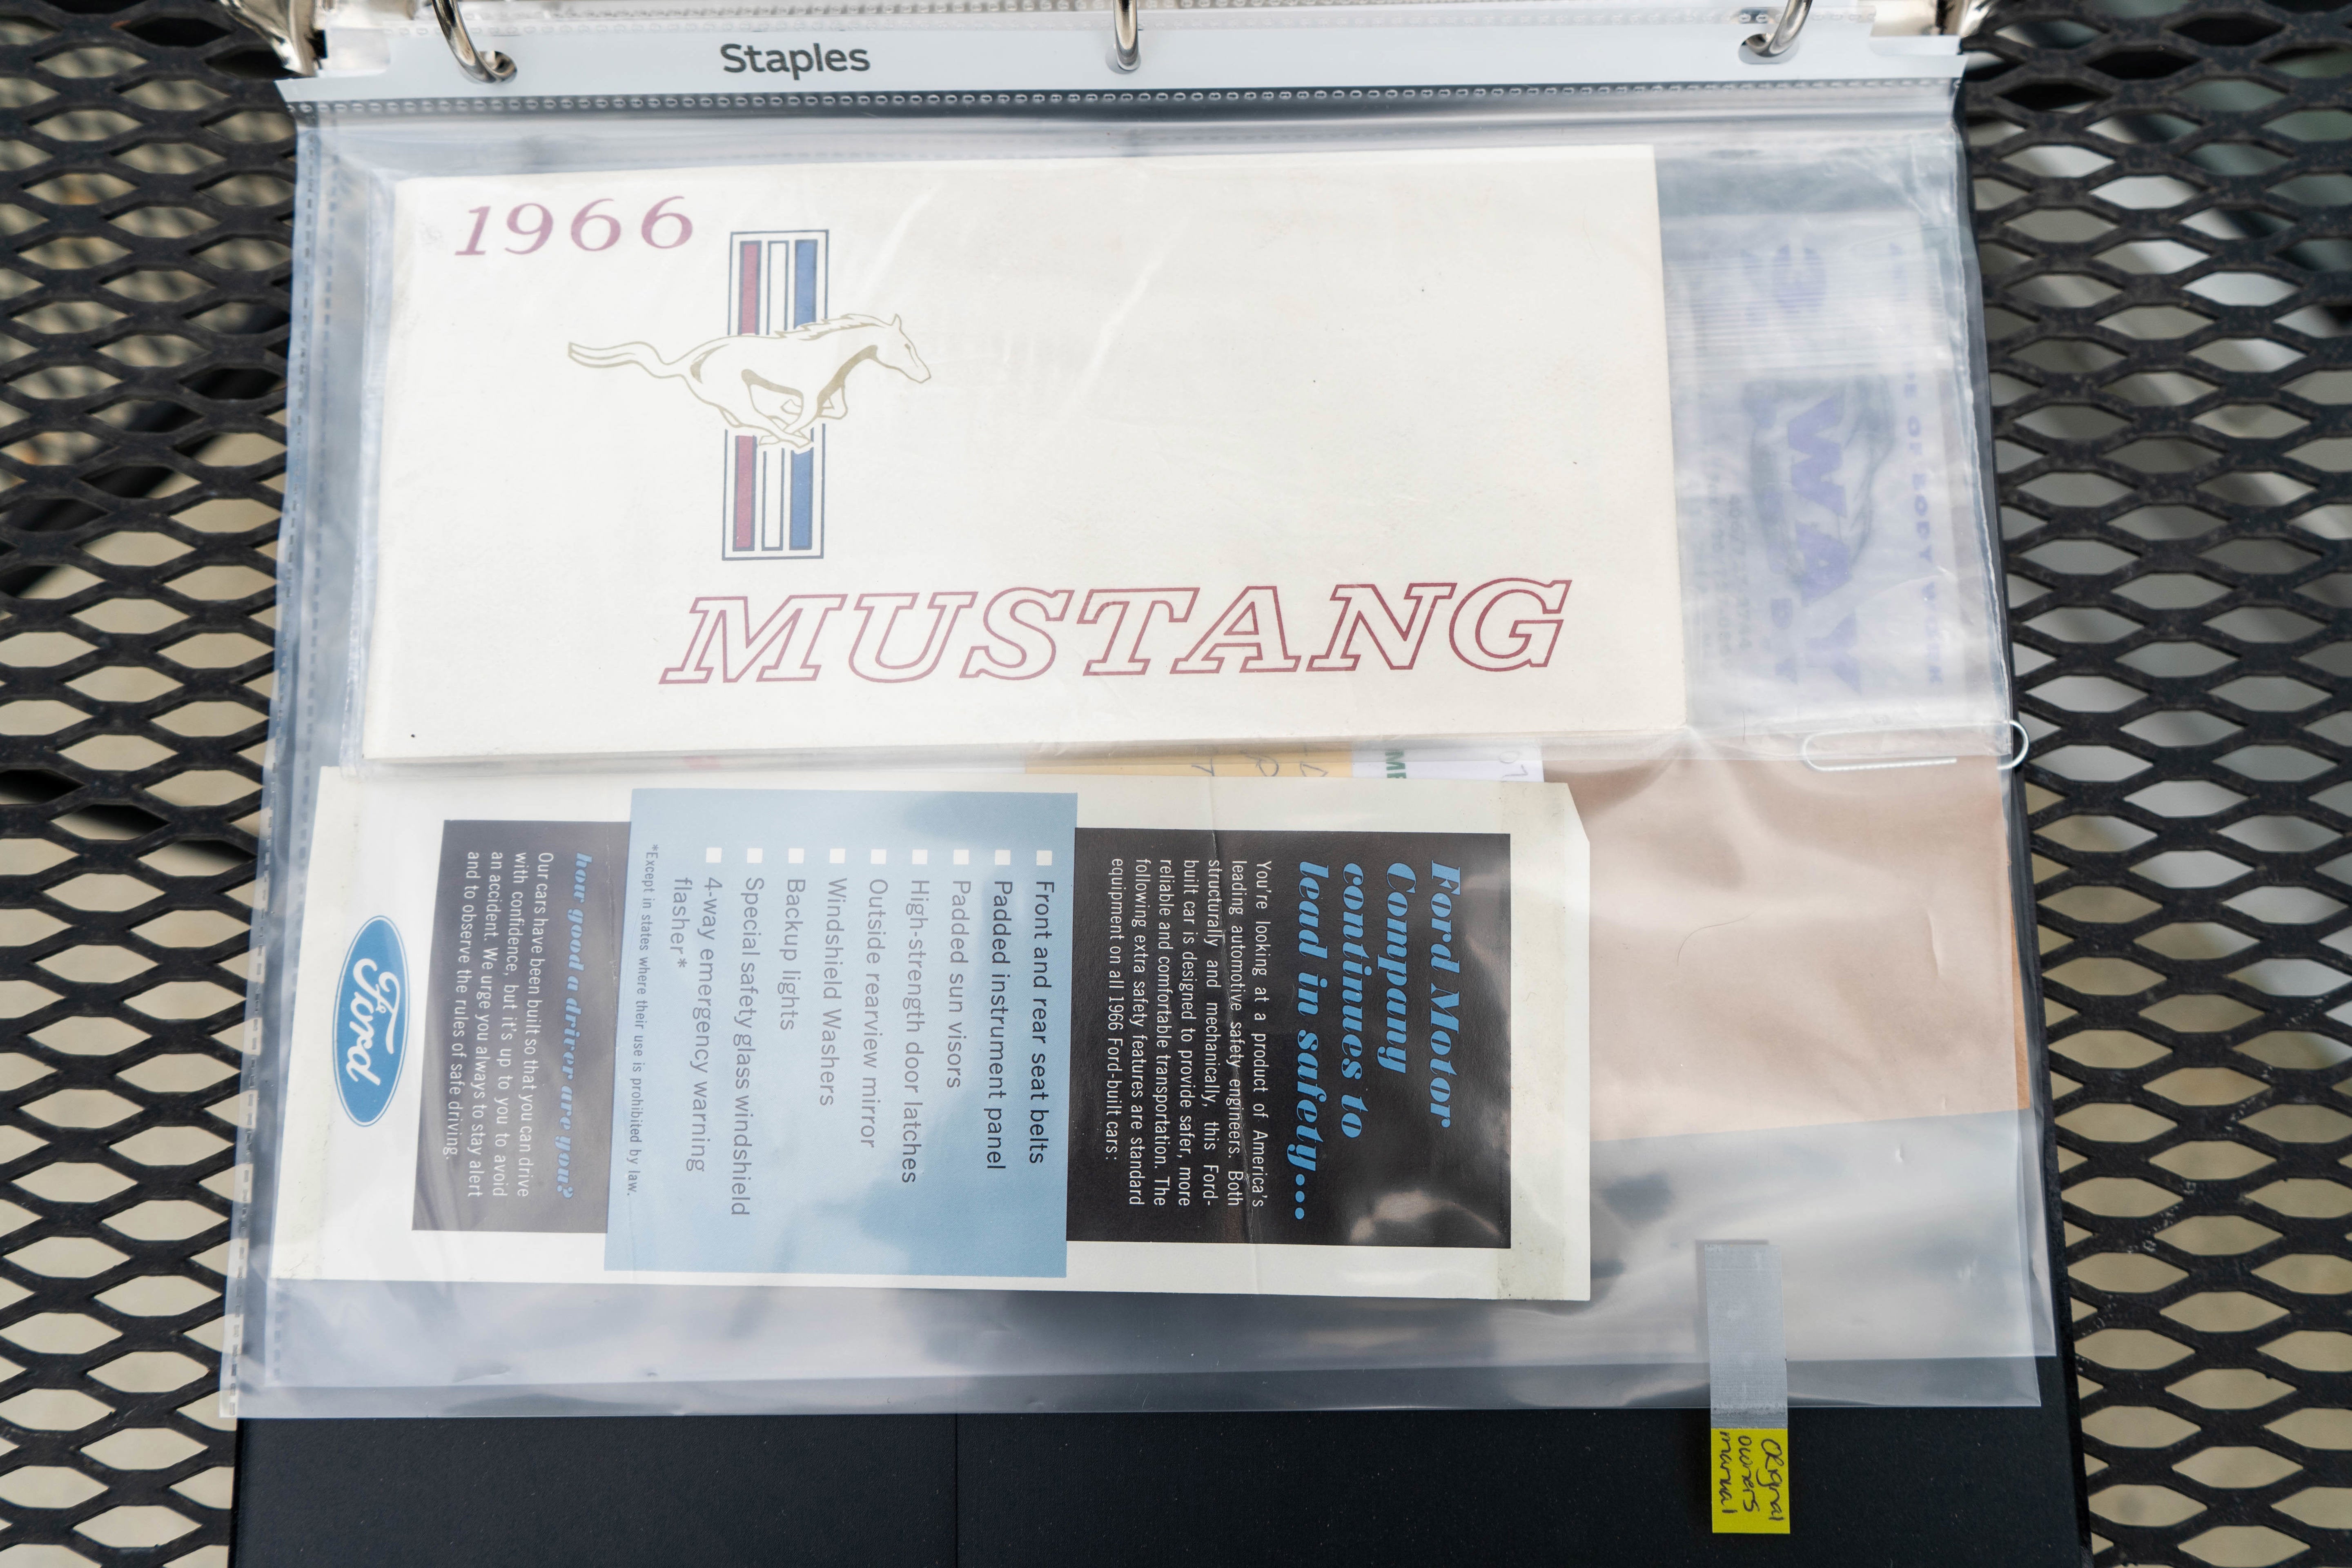 Staples
1966
MUSTANG
Ford Motor
Company
continues to
lead in safety...
You're looking at a product of America's
leading automotive safety engineers. Both
structurally and mechanically, this Ford-
built car is designed to provide safer, more
reliable and comfortable transportation. The
following extra safety features are standard
equipment on all 1966 Ford-built cars:
Front and rear seat belts
Padded instrument panel
Padded sun visors
High-strength door latches
Outside rearview mirror
Windshield Washers
Backup lights
Special safety glass windshield
4-way emergency warning
flasher*
*Except in states where their use is prohibited by law.
how good a driver are you?
Our cars have been built so that you can drive
with confidence, but it's up to you to avoid
an accident. We urge you always to stay alert
and to observe the rules of safe driving.
Ford
ORiginal
owners
manual